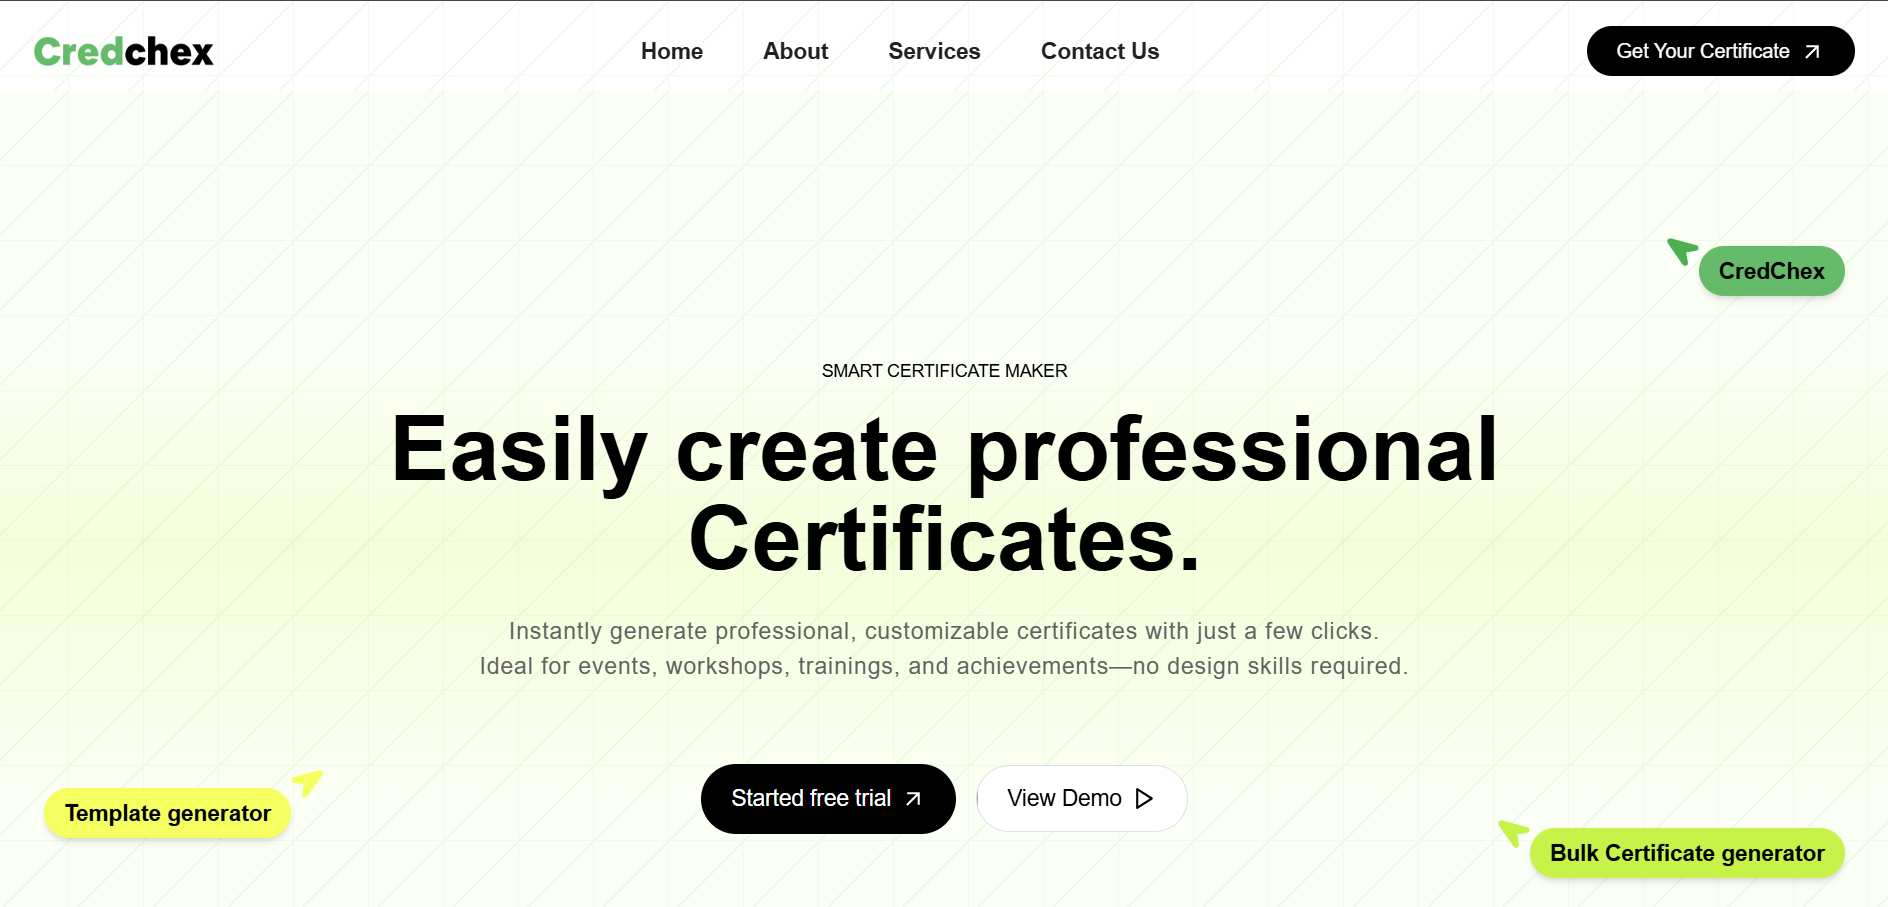 Credchex
Home
About
Services
Contact Us
Get Your Certificate
CredChex
SMART CERTIFICATE MAKER
Easily create professional
Certificates.
Instantly generate professional, customizable certificates with just a few clicks.
Ideal for events, workshops, trainings, and achievements—no design skills required.
Started free trial
View Demo
Template generator
Bulk Certificate generator